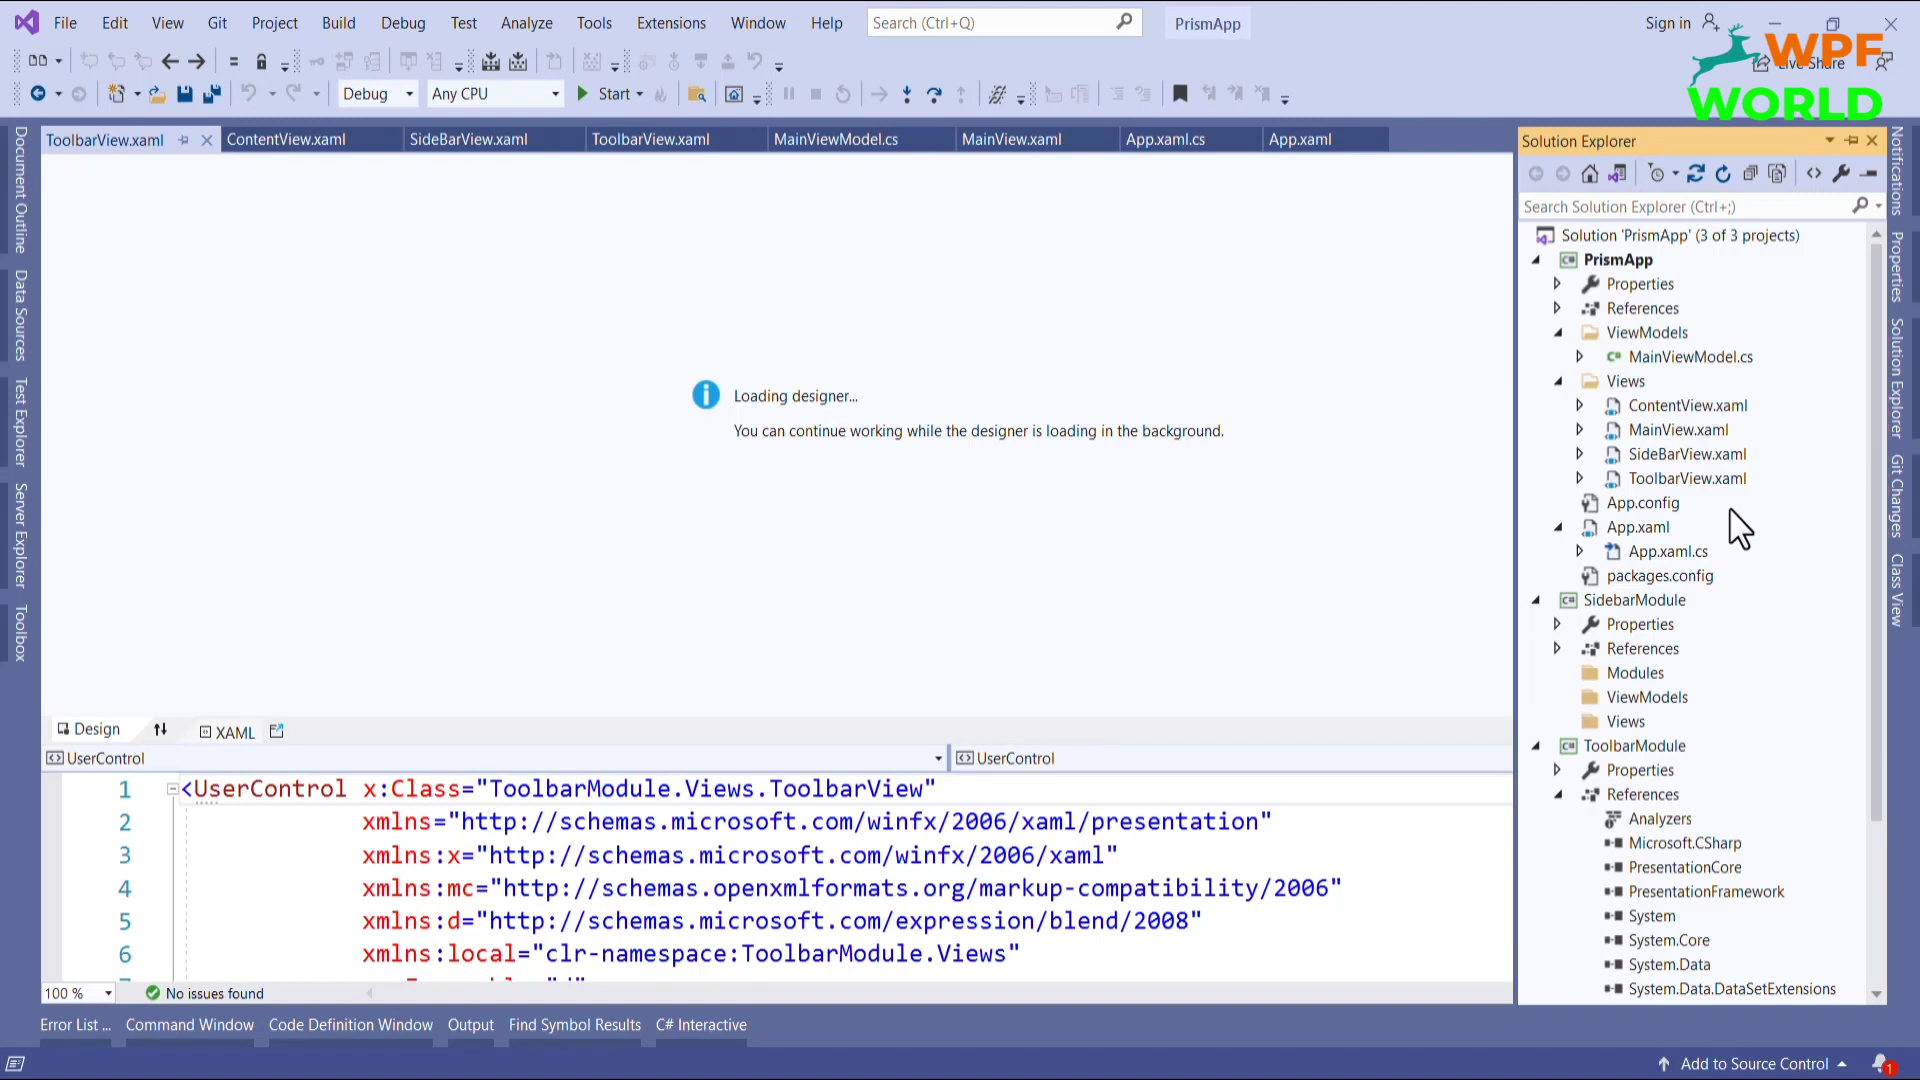 File Edit View Git Project Build Debug Test Analyze Tools Extensions Window Help Search (Ctrl+Q) PrismApp Sign in
WPF
Live Share
WORLD
Debug Any CPU Start
ToolbarView.xaml ContentView.xaml SideBarView.xaml ToolbarView.xaml MainViewModel.cs MainView.xaml App.xaml.cs App.xaml
Document Outline
Data Sources
Test Explorer
Server Explorer
Toolbox
Loading designer...
You can continue working while the designer is loading in the background.
Design XAML
UserControl UserControl
1 <UserControl x:Class="ToolbarModule.Views.ToolbarView"
2 xmlns="http://schemas.microsoft.com/winfx/2006/xaml/presentation"
3 xmlns:x="http://schemas.microsoft.com/winfx/2006/xaml"
4 xmlns:mc="http://schemas.openxmlformats.org/markup-compatibility/2006"
5 xmlns:d="http://schemas.microsoft.com/expression/blend/2008"
6 xmlns:local="clr-namespace:ToolbarModule.Views"
100 % No issues found
Error List ... Command Window Code Definition Window Output Find Symbol Results C# Interactive
Solution Explorer
Search Solution Explorer (Ctrl+;)
Solution 'PrismApp' (3 of 3 projects)
PrismApp
Properties
References
ViewModels
MainViewModel.cs
Views
ContentView.xaml
MainView.xaml
SideBarView.xaml
ToolbarView.xaml
App.config
App.xaml
App.xaml.cs
packages.config
SidebarModule
Properties
References
Modules
ViewModels
Views
ToolbarModule
Properties
References
Analyzers
Microsoft.CSharp
PresentationCore
PresentationFramework
System
System.Core
System.Data
System.Data.DataSetExtensions
Notifications
Properties
Solution Explorer
Git Changes
Class View
Add to Source Control 1